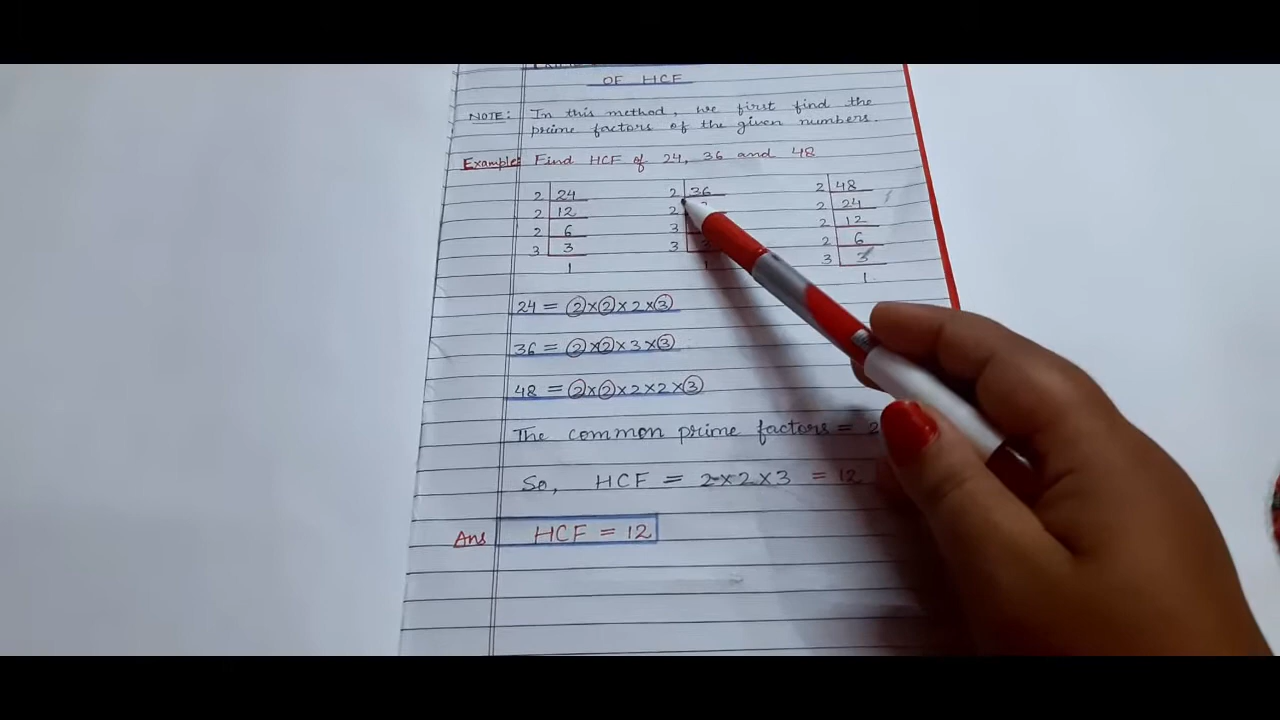 OF HCF
NOTE: In this method, we first find the
prime factors of the given numbers.
Example: Find HCF of 24, 36 and 48
2 24 2 36 2 48
2 12 2 2 24
2 6 3 2 12
3 3 3 3 2 6
1 1 3 3
1
24 = 2×2×2×3
36 = 2×2×3×3
48 = 2×2×2×2×3
The common prime factors = 2
So, HCF = 2×2×3 = 12
Ans HCF = 12